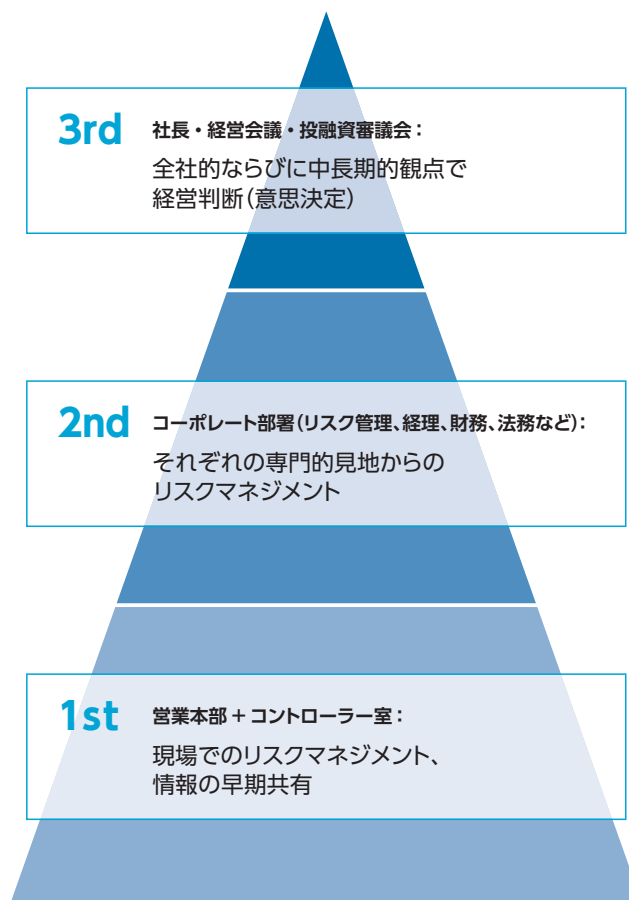 3rd
社長・経営会議・投融資審議会：
全社的ならびに中長期的観点で
経営判断（意思決定）
2nd
コーポレート部署（リスク管理、経理、財務、法務など）：
それぞれの専門的見地からの
リスクマネジメント
1st
営業本部 + コントローラー室：
現場でのリスクマネジメント、
情報の早期共有